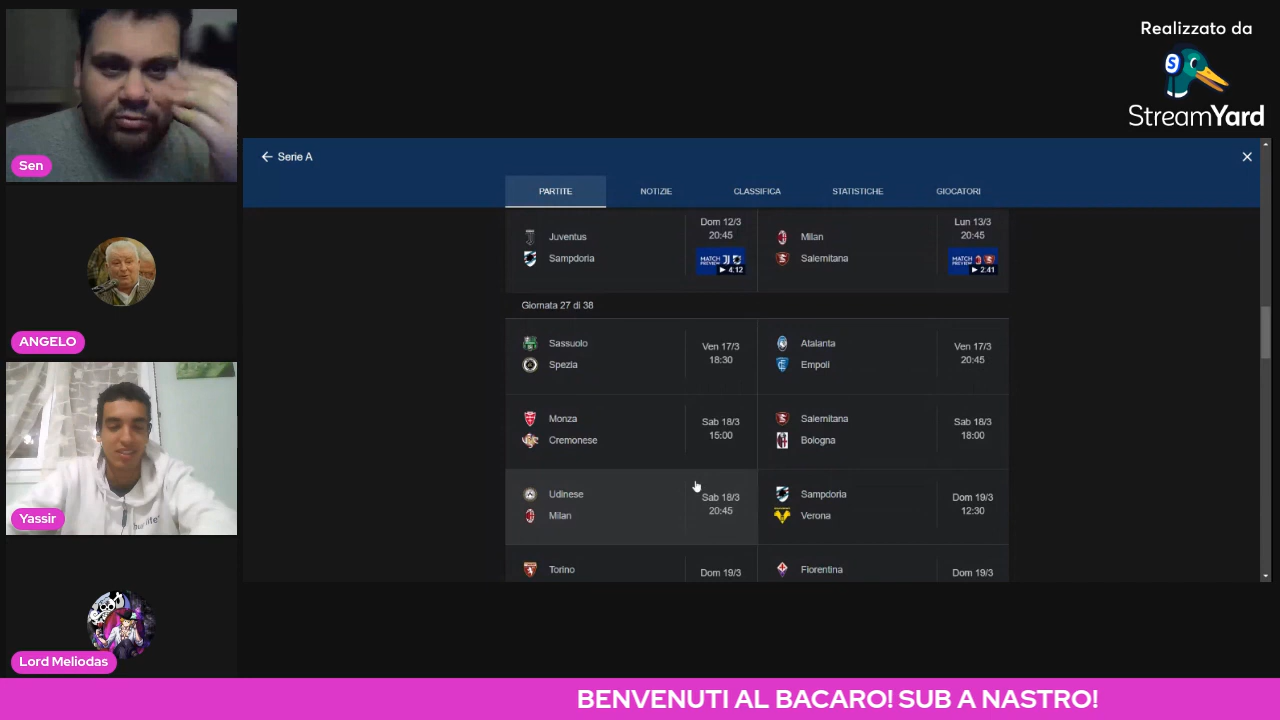 Sen
ANGELO
Yassir
Lord Meliodas
Realizzato da
S
StreamYard
Serie A
PARTITE
NOTIZIE
CLASSIFICA
STATISTICHE
GIOCATORI
Juventus
Sampdoria
Dom 12/3
20:45
MATCH
PREVIEW
4:12
Milan
Salernitana
Lun 13/3
20:45
MATCH
PREVIEW
2:41
Giornata 27 di 38
Sassuolo
Spezia
Ven 17/3
18:30
Atalanta
Empoli
Ven 17/3
20:45
Monza
Cremonese
Sab 18/3
15:00
Salernitana
Bologna
Sab 18/3
18:00
Udinese
Milan
Sab 18/3
20:45
Sampdoria
Verona
Dom 19/3
12:30
Torino
Dom 19/3
Fiorentina
Dom 19/3
BENVENUTI AL BACARO! SUB A NASTRO!